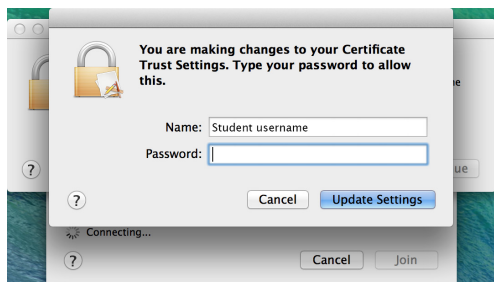 You are making changes to your Certificate
Trust Settings. Type your password to allow
this.
Name: Student username
Password:
? Cancel Update Settings
? ue
Connecting...
? Cancel Join